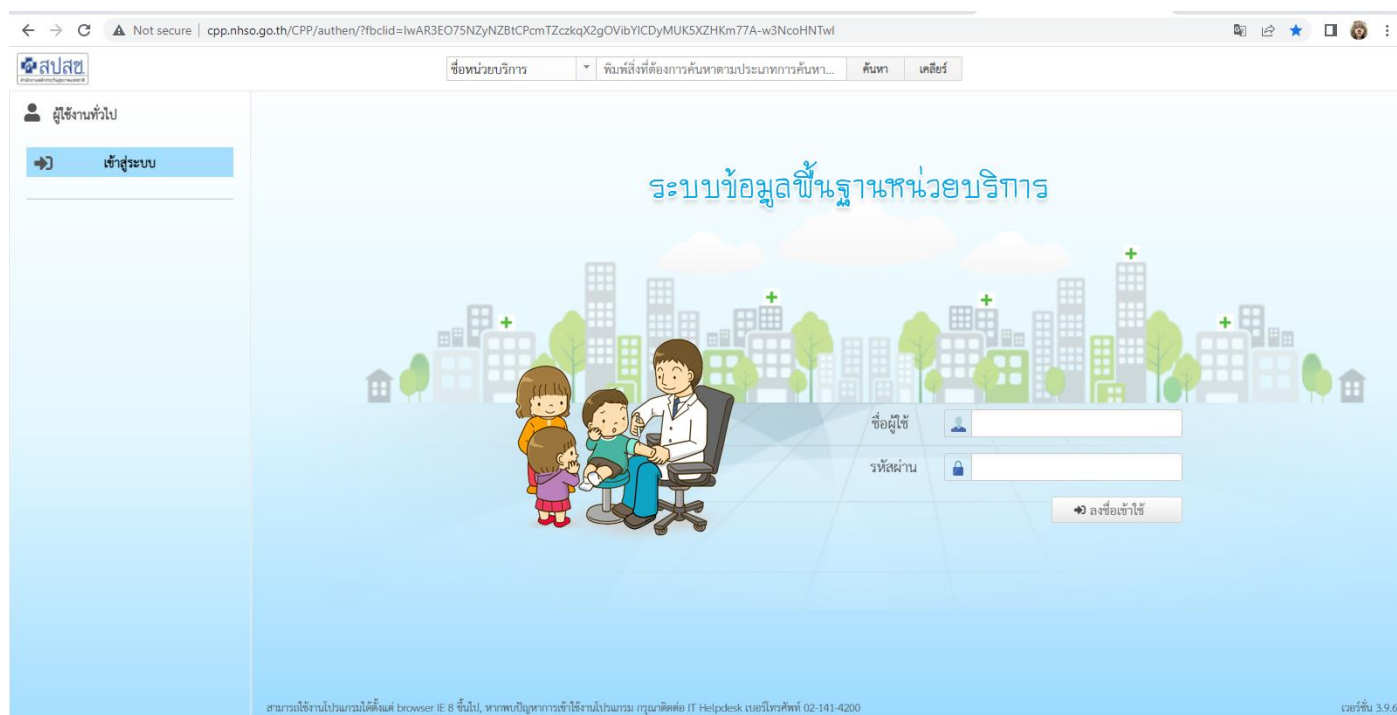 Not secure | cpp.nhso.go.th/CPP/authen/?fbclid=IwAR3EO75NZyNZBtCPcmTZczkqX2gOVibYlCDyMUK5XZHKm77A-w3NcoHNTwI
สปสช.
ชื่อหน่วยบริการ พิมพ์สิ่งที่ต้องการค้นหาตามประเภทการค้นหา... ค้นหา เคลียร์
ผู้ใช้งานทั่วไป
เข้าสู่ระบบ
ระบบข้อมูลพื้นฐานหน่วยบริการ
ชื่อผู้ใช้
รหัสผ่าน
ลงชื่อเข้าใช้
สามารถใช้งานโปรแกรมได้ตั้งแต่ browser IE 8 ขึ้นไป, หากพบปัญหาการเข้าใช้งานโปรแกรม กรุณาติดต่อ IT Helpdesk เบอร์โทรศัพท์ 02-141-4200
เวอร์ชั่น 3.9.6